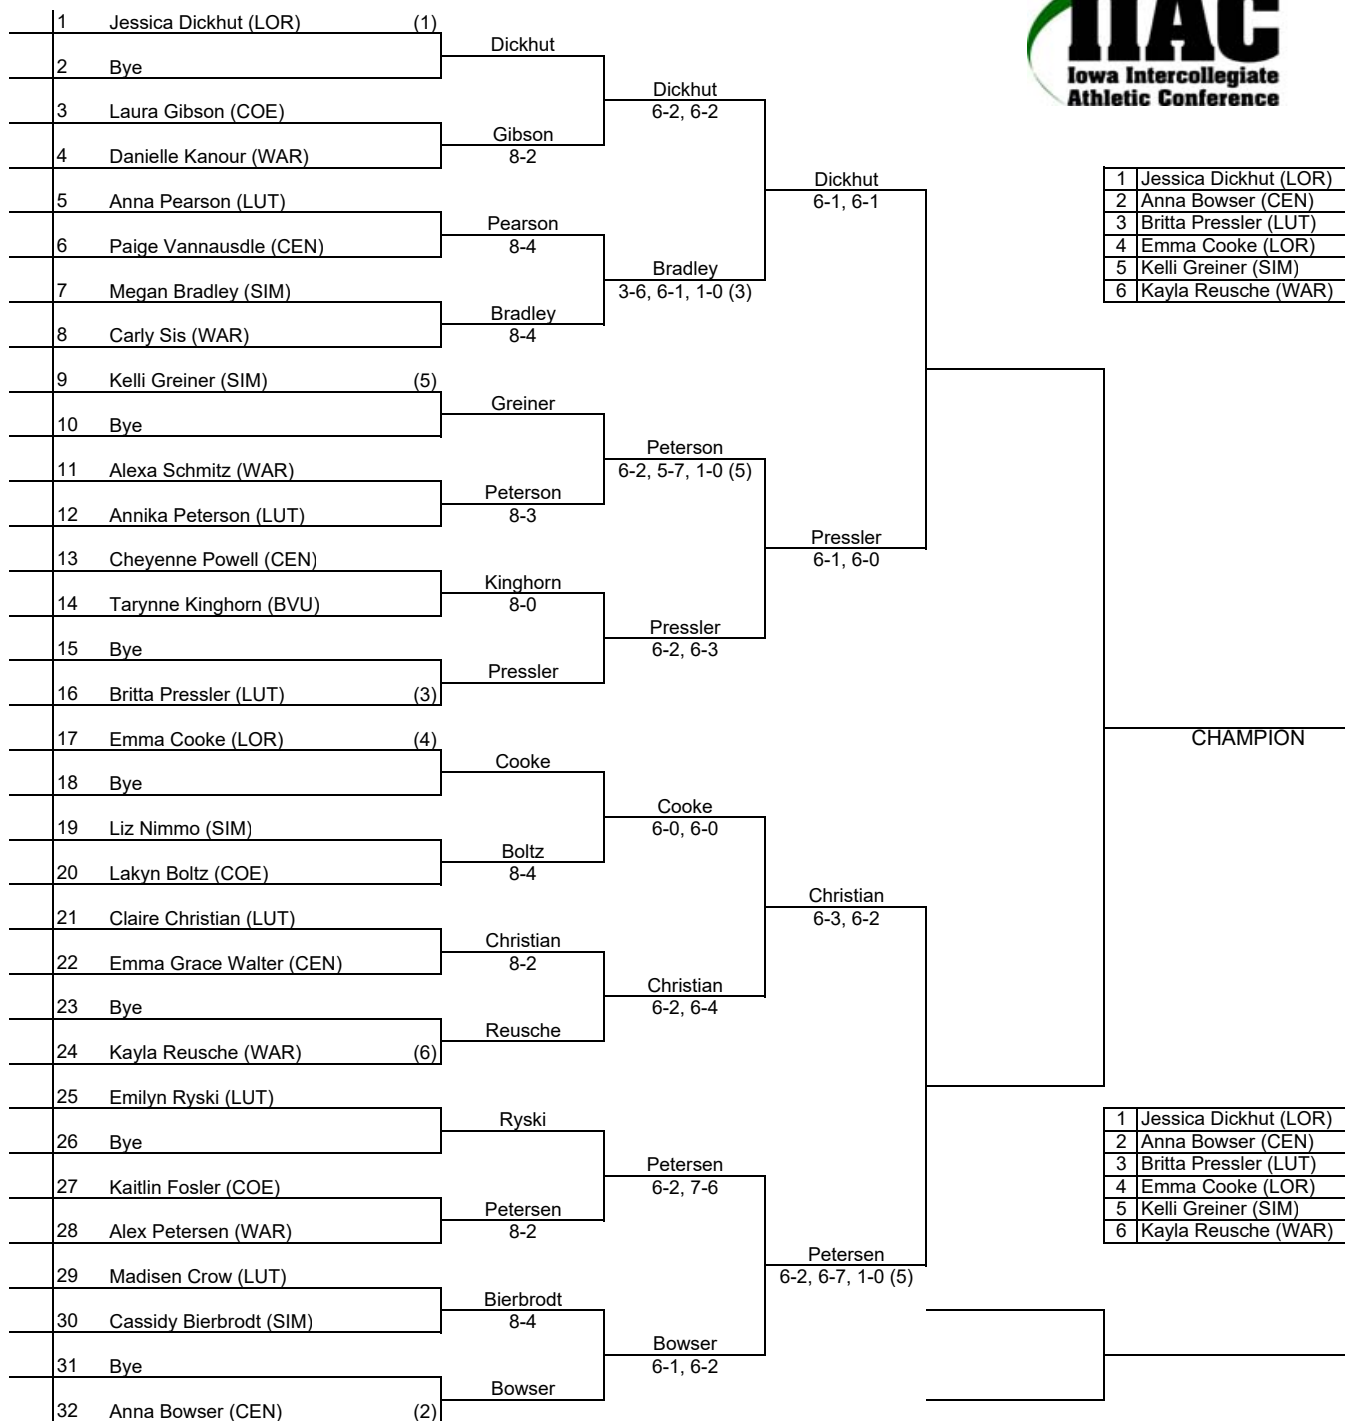 IIAC
Iowa Intercollegiate
Athletic Conference
1 Jessica Dickhut (LOR) (1)
2 Bye
3 Laura Gibson (COE)
4 Danielle Kanour (WAR)
5 Anna Pearson (LUT)
6 Paige Vannausdle (CEN)
7 Megan Bradley (SIM)
8 Carly Sis (WAR)
9 Kelli Greiner (SIM) (5)
10 Bye
11 Alexa Schmitz (WAR)
12 Annika Peterson (LUT)
13 Cheyenne Powell (CEN)
14 Tarynne Kinghorn (BVU)
15 Bye
16 Britta Pressler (LUT) (3)
17 Emma Cooke (LOR) (4)
18 Bye
19 Liz Nimmo (SIM)
20 Lakyn Boltz (COE)
21 Claire Christian (LUT)
22 Emma Grace Walter (CEN)
23 Bye
24 Kayla Reusche (WAR) (6)
25 Emilyn Ryski (LUT)
26 Bye
27 Kaitlin Fosler (COE)
28 Alex Petersen (WAR)
29 Madisen Crow (LUT)
30 Cassidy Bierbrodt (SIM)
31 Bye
32 Anna Bowser (CEN) (2)
Dickhut
Gibson
8-2
Pearson
8-4
Bradley
8-4
Greiner
Peterson
8-3
Kinghorn
8-0
Pressler
Cooke
Boltz
8-4
Christian
8-2
Reusche
Ryski
Petersen
8-2
Bierbrodt
8-4
Bowser
Dickhut
6-2, 6-2
Bradley
3-6, 6-1, 1-0 (3)
Peterson
6-2, 5-7, 1-0 (5)
Pressler
6-2, 6-3
Cooke
6-0, 6-0
Christian
6-2, 6-4
Petersen
6-2, 7-6
Bowser
6-1, 6-2
Dickhut
6-1, 6-1
Pressler
6-1, 6-0
Christian
6-3, 6-2
Petersen
6-2, 6-7, 1-0 (5)
1 Jessica Dickhut (LOR)
2 Anna Bowser (CEN)
3 Britta Pressler (LUT)
4 Emma Cooke (LOR)
5 Kelli Greiner (SIM)
6 Kayla Reusche (WAR)
CHAMPION
1 Jessica Dickhut (LOR)
2 Anna Bowser (CEN)
3 Britta Pressler (LUT)
4 Emma Cooke (LOR)
5 Kelli Greiner (SIM)
6 Kayla Reusche (WAR)